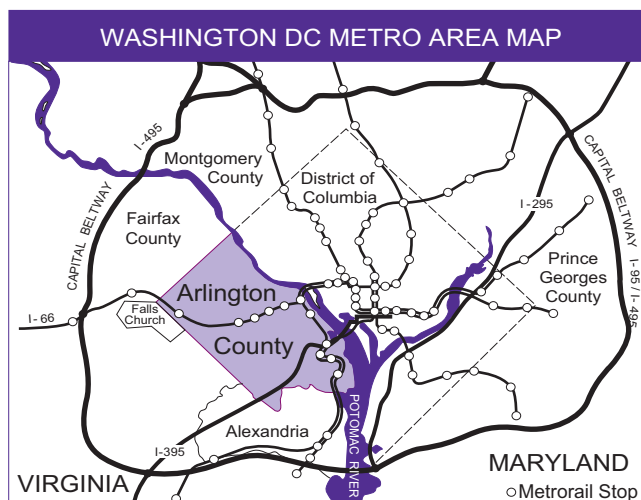 WASHINGTON DC METRO AREA MAP
I-495
Montgomery
County
District of
Columbia
CAPITAL BELTWAY
I-295
CAPITAL BELTWAY
Fairfax
County
Prince
Georges
County
I-95 / I-495
Arlington
County
I-66
Falls
Church
POTOMAC RIVER
Alexandria
I-395
VIRGINIA
MARYLAND
Metrorail Stop